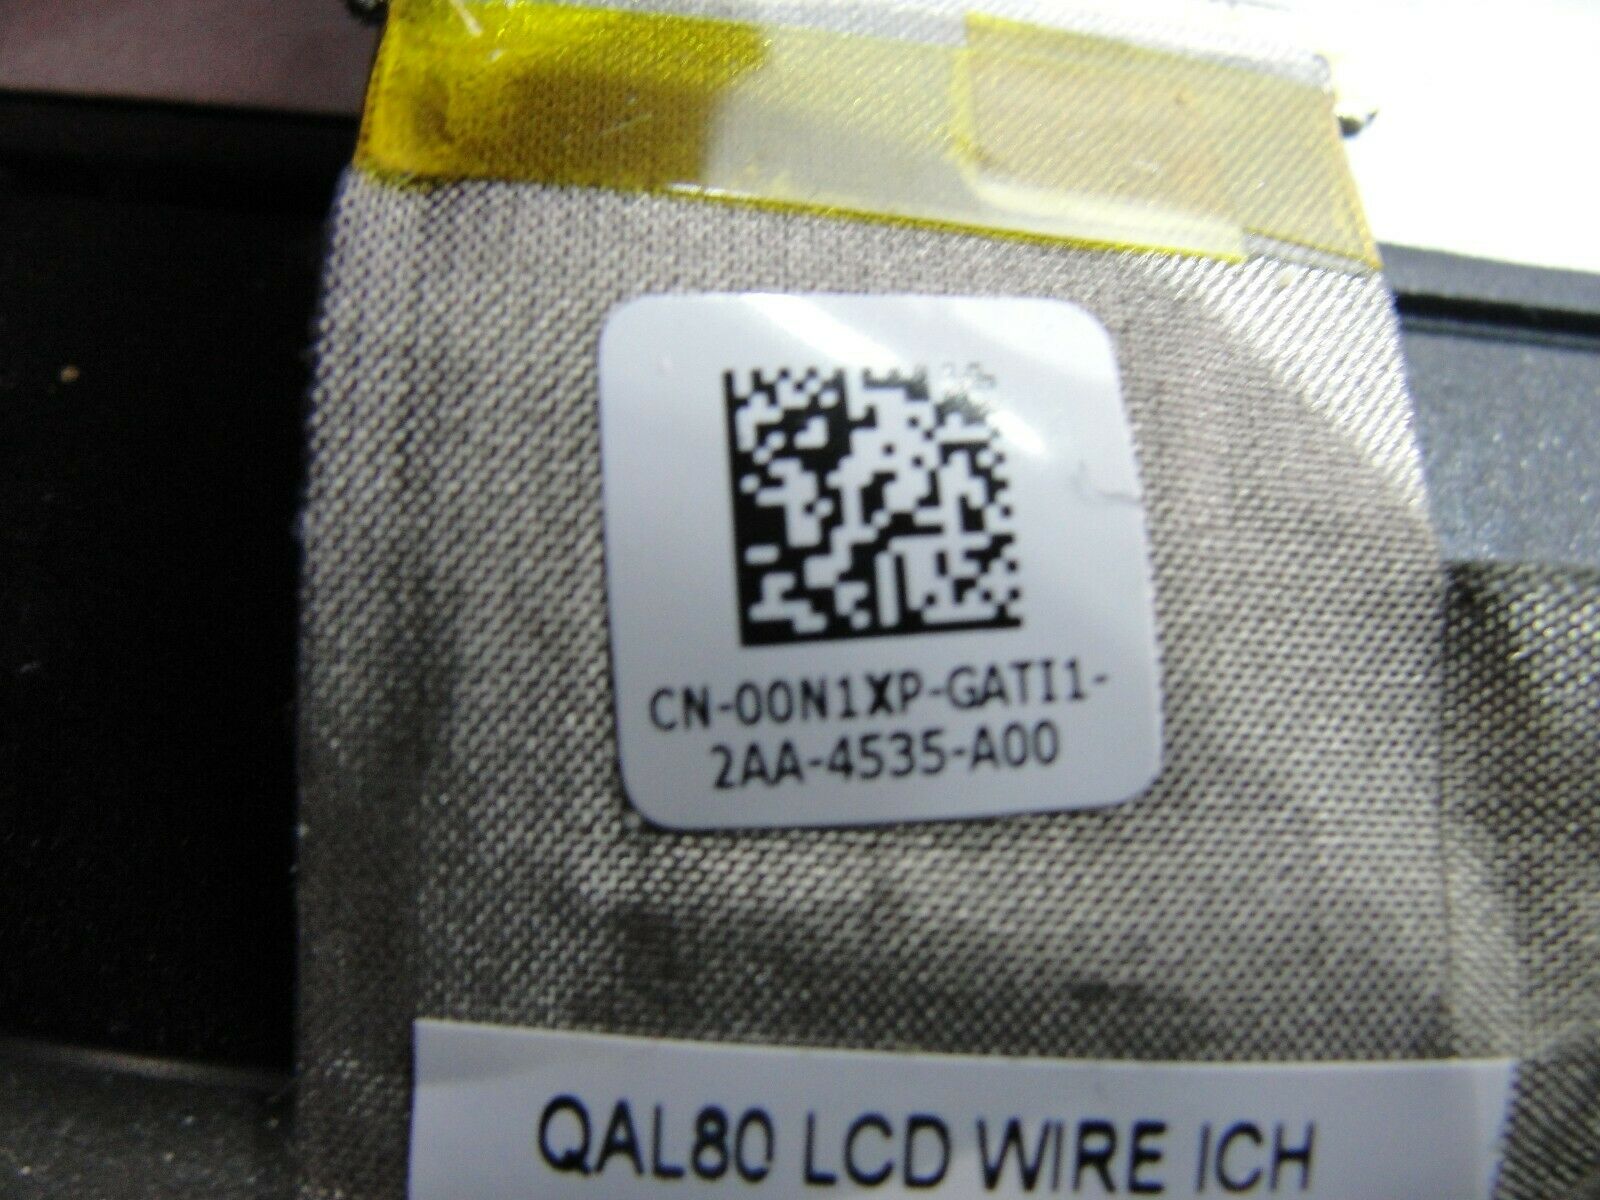 CN-00N1XP-GATI1-
2AA-4535-A00
QAL80 LCD WIRE ICH